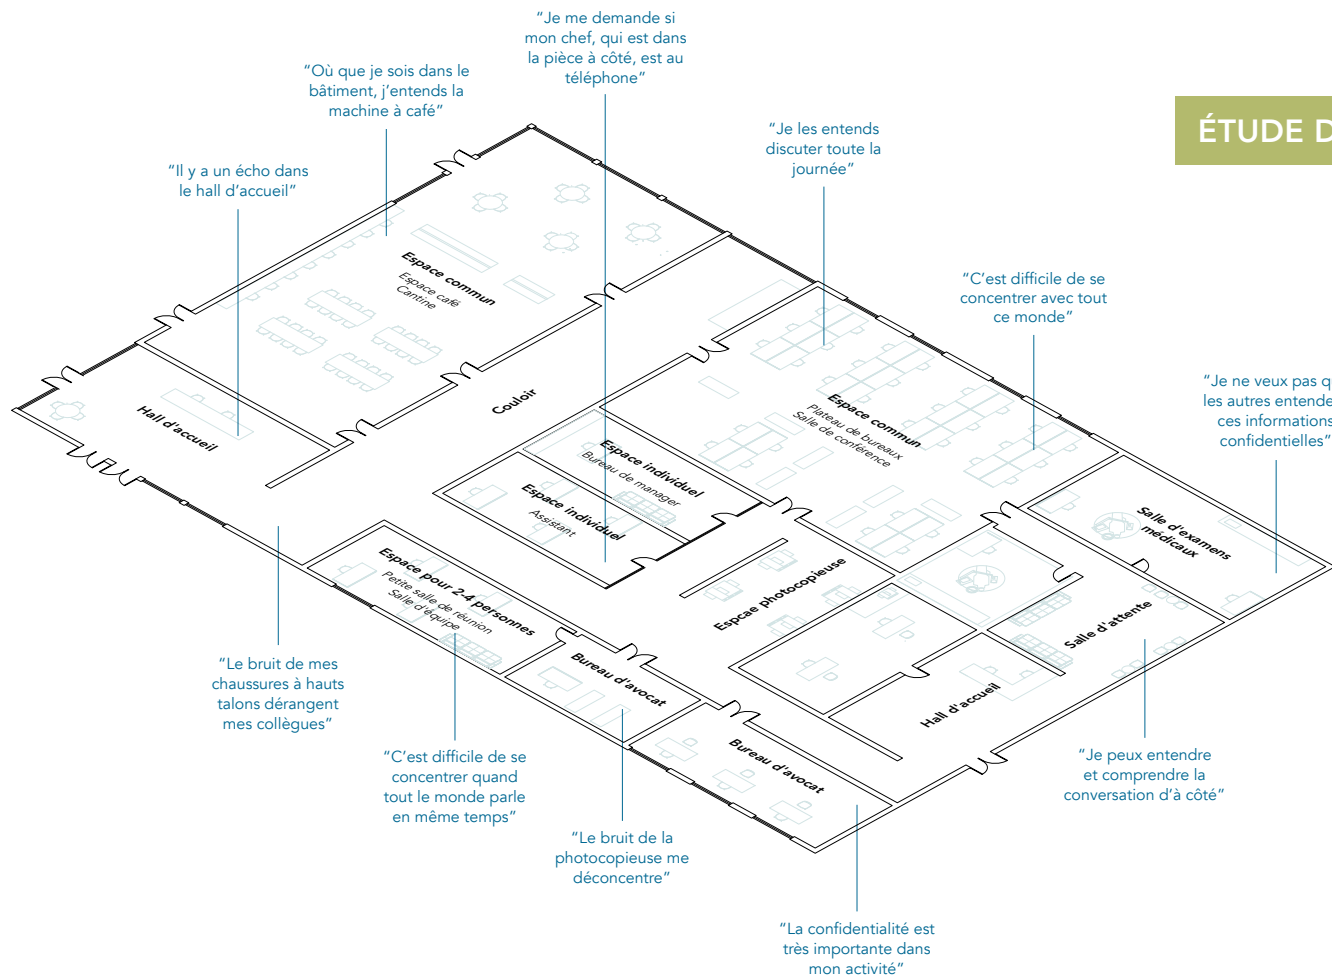 “Je me demande si
mon chef, qui est dans
la pièce à côté, est au
téléphone”
“Où que je sois dans le
bâtiment, j’entends la
machine à café”
“Je les entends
discuter toute la
journée”
ÉTUDE D
“Il y a un écho dans
le hall d’accueil”
“C’est difficile de se
concentrer avec tout
ce monde”
“Je ne veux pas q
les autres entende
ces informations
confidentielles”
Espace commun
Espace café
Cantine
Couloir
Hall d'accueil
Espace commun
Plateau de bureaux
Salle de conférence
Espace individuel
Bureau de manager
Espace individuel
Assistant
Salle d'examens
médicaux
Espace pour 2-4 personnes
Petite salle de réunion
Salle d'équipe
Espcae photocopieuse
Salle d'attente
Bureau d'avocat
Hall d'accueil
Bureau d'avocat
“Le bruit de mes
chaussures à hauts
talons dérangent
mes collègues”
“C’est difficile de se
concentrer quand
tout le monde parle
en même temps”
“Je peux entendre
et comprendre la
conversation d’à côté”
“Le bruit de la
photocopieuse me
déconcentre”
“La confidentialité est
très importante dans
mon activité”